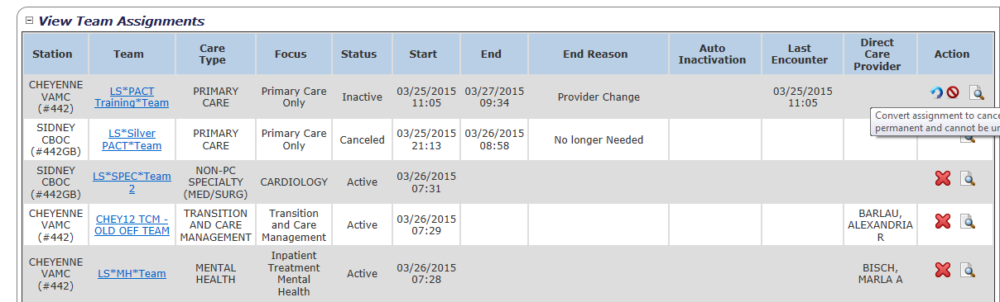 View Team Assignments
Station Team Care Type Focus Status Start End End Reason Auto Inactivation Last Encounter Direct Care Provider Action
CHEYENNE VAMC (#442) LS*PACT Training*Team PRIMARY CARE Primary Care Only Inactive 03/25/2015 11:05 03/27/2015 09:34 Provider Change 03/25/2015 11:05
Convert assignment to cance
permanent and cannot be ur
SIDNEY CBOC (#442GB) LS*Silver PACT*Team PRIMARY CARE Primary Care Only Canceled 03/25/2015 21:13 03/26/2015 08:58 No longer Needed
SIDNEY CBOC (#442GB) LS*SPEC*Team 2 NON-PC SPECIALTY (MED/SURG) CARDIOLOGY Active 03/26/2015 07:31
CHEYENNE VAMC (#442) CHEY12 TCM - OLD OEF TEAM TRANSITION AND CARE MANAGEMENT Transition and Care Management Active 03/26/2015 07:29 BARLAU, ALEXANDRIA R
CHEYENNE VAMC (#442) LS*MH*Team MENTAL HEALTH Inpatient Treatment Mental Health Active 03/26/2015 07:28 BISCH, MARLA A